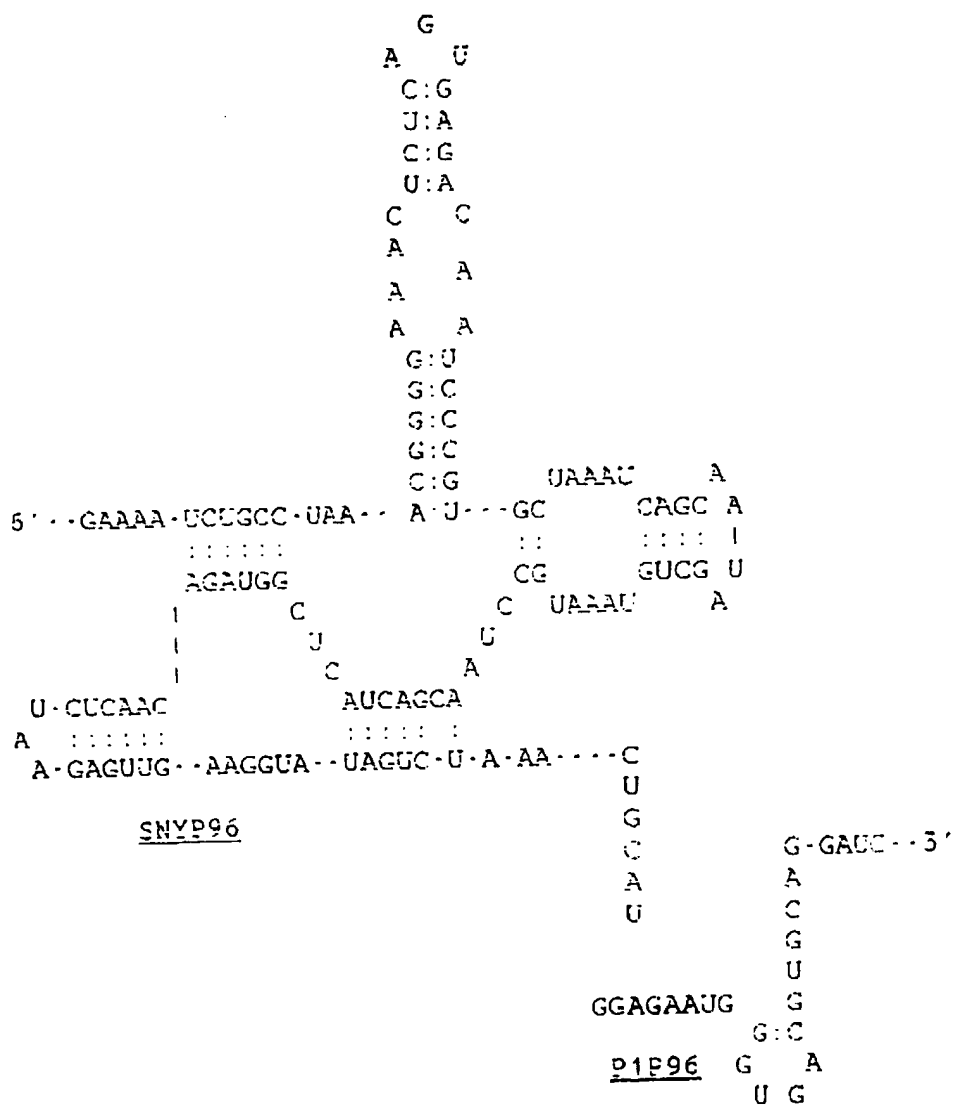 G
A U
C:G
U:A
C:G
U:A
C C
A A
A
A A
G:U
G:C
G:C
G:C
C:G
UAAAU A
5'--GAAAA-UCUGCC-UAA--A-U---GC CAGC A
:::::: :: :::: |
AGAUGG CG GUCG U
C C UAAAU A
| U U
| C A
|
U-CUCAAC AUCAGCA
A :::::: ::::: :
A-GAGUUG--AAGGUA--UAGUC-U-A-AA----C
U
SNYP96 G
C G-GAUC--3'
A A
U C
G
U
GGAGAAUG G
G:C
P1P96 G A
U G